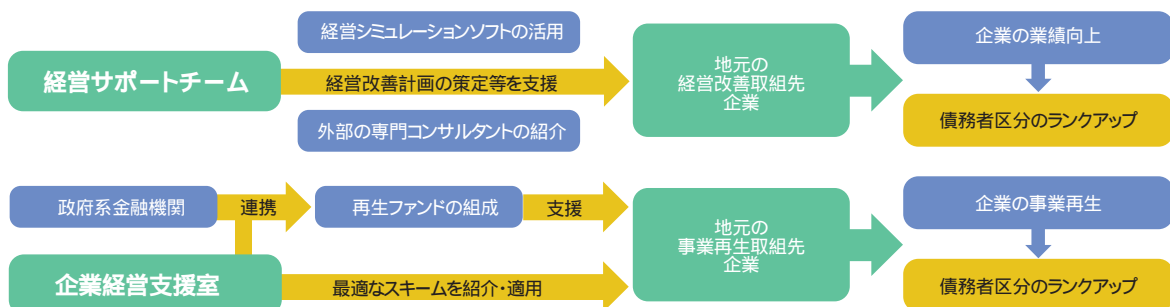 経営シミュレーションソフトの活用
経営サポートチーム
経営改善計画の策定等を支援
外部の専門コンサルタントの紹介
地元の
経営改善取組先
企業
企業の業績向上
債務者区分のランクアップ
政府系金融機関
連携
再生ファンドの組成
支援
企業経営支援室
最適なスキームを紹介・適用
地元の
事業再生取組先
企業
企業の事業再生
債務者区分のランクアップ